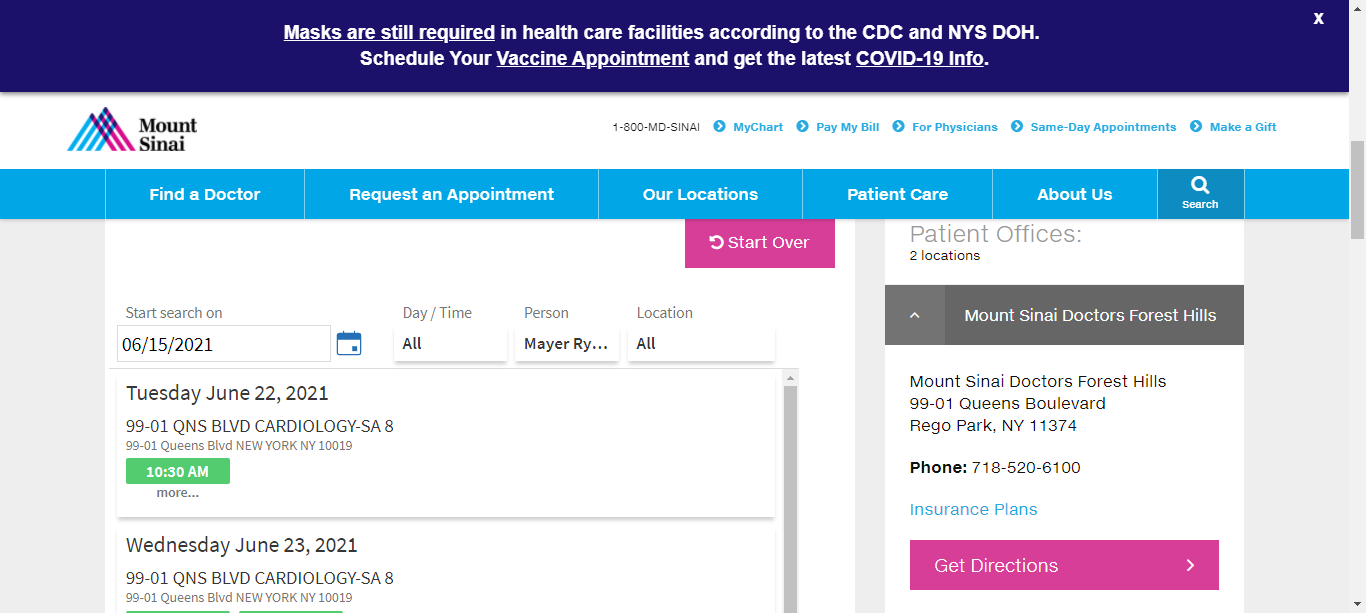 Masks are still required in health care facilities according to the CDC and NYS DOH.
Schedule Your Vaccine Appointment and get the latest COVID-19 Info.
X
Mount
Sinai
1-800-MD-SINAI MyChart Pay My Bill For Physicians Same-Day Appointments Make a Gift
Find a Doctor Request an Appointment Our Locations Patient Care About Us Search
Start Over
Start search on Day / Time Person Location
06/15/2021 All Mayer Ry... All
Tuesday June 22, 2021
99-01 QNS BLVD CARDIOLOGY-SA 8
99-01 Queens Blvd NEW YORK NY 10019
10:30 AM
more...
Wednesday June 23, 2021
99-01 QNS BLVD CARDIOLOGY-SA 8
99-01 Queens Blvd NEW YORK NY 10019
Patient Offices:
2 locations
Mount Sinai Doctors Forest Hills
Mount Sinai Doctors Forest Hills
99-01 Queens Boulevard
Rego Park, NY 11374
Phone: 718-520-6100
Insurance Plans
Get Directions